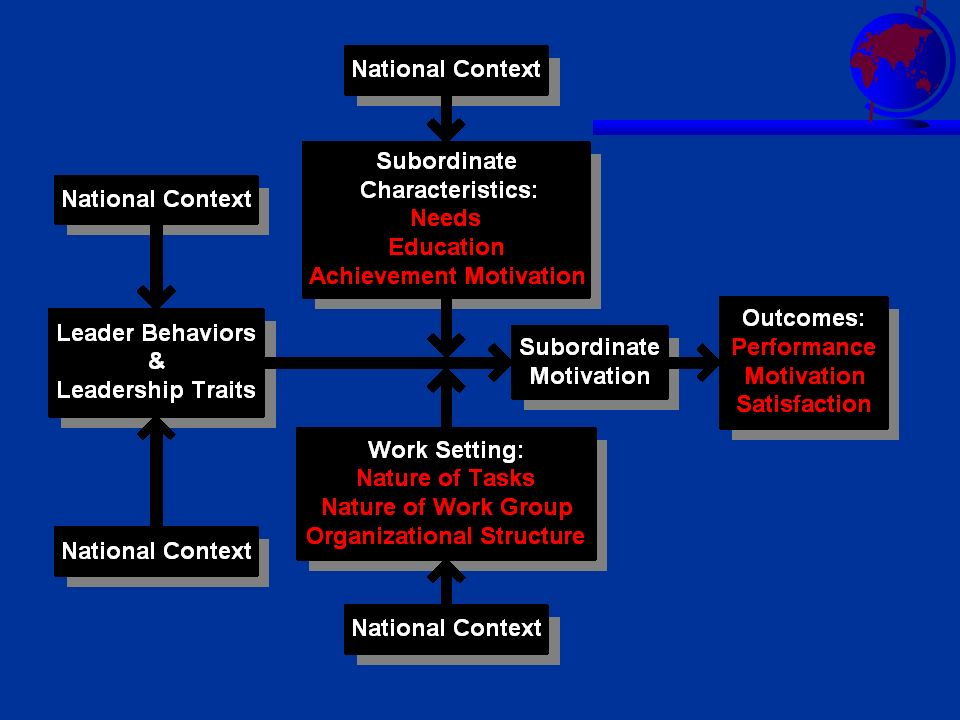 National Context
Subordinate
Characteristics:
Needs
Education
Achievement Motivation
National Context
Leader Behaviors
&
Leadership Traits
Subordinate
Motivation
Outcomes:
Performance
Motivation
Satisfaction
Work Setting:
Nature of Tasks
Nature of Work Group
Organizational Structure
National Context
National Context